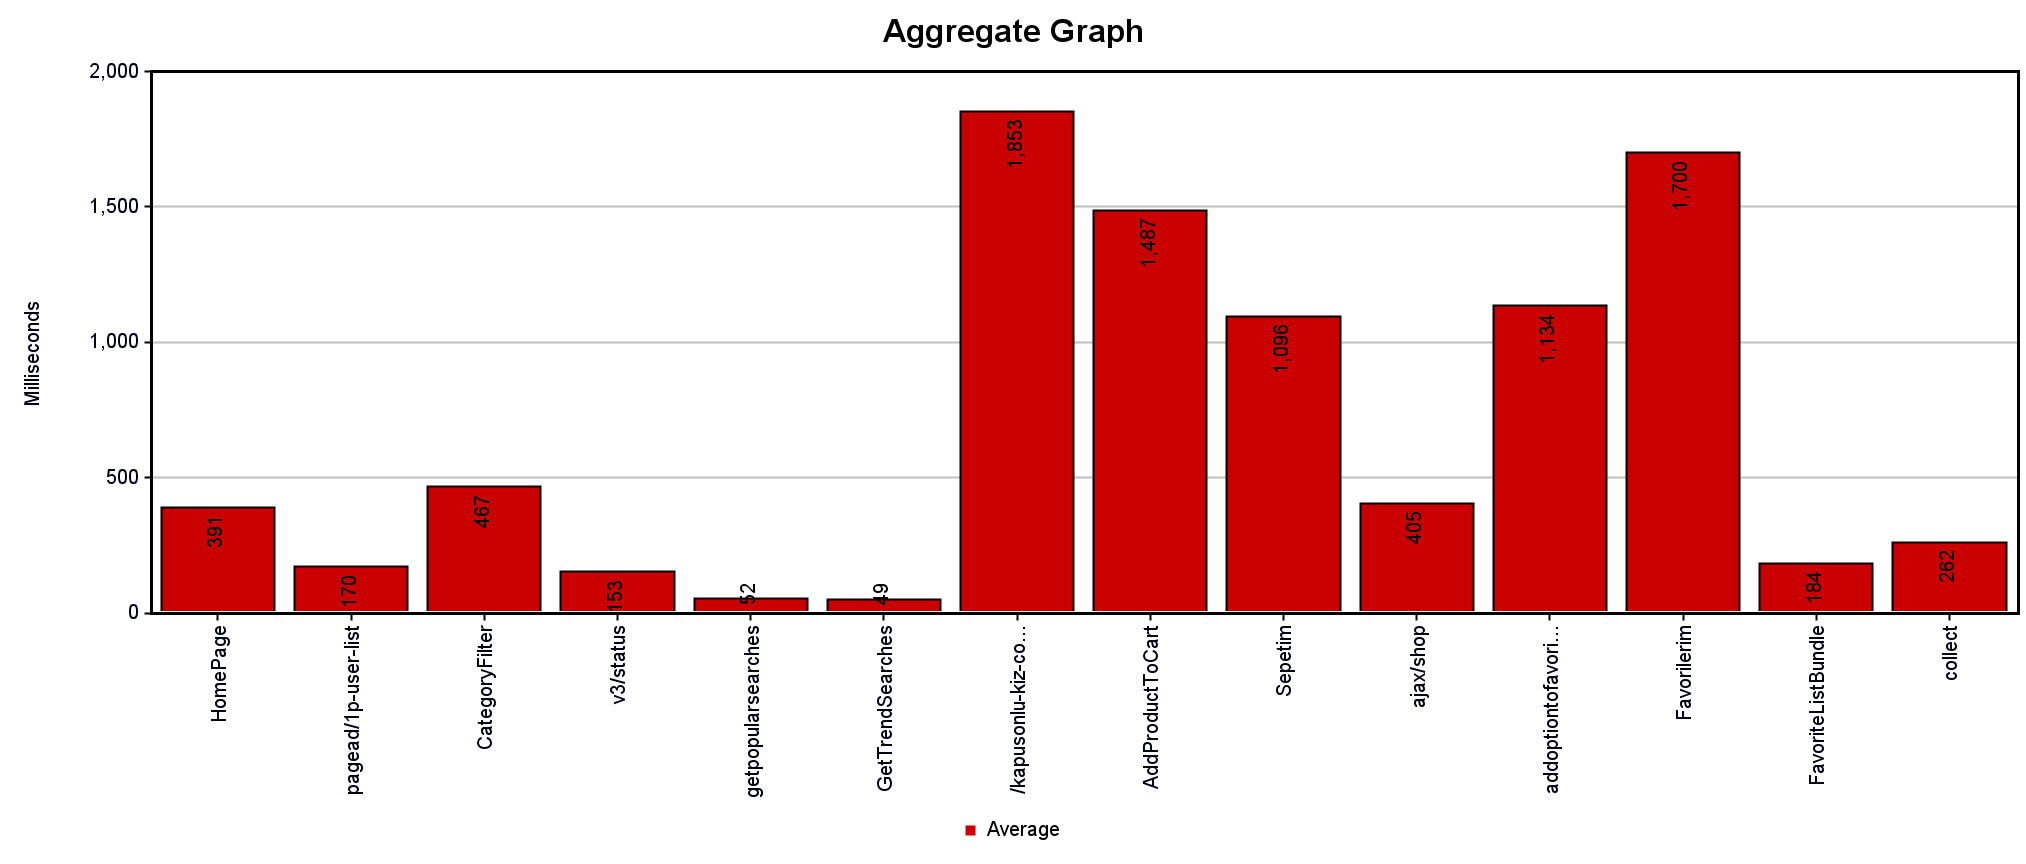 Aggregate Graph
Milliseconds
2,000
1,500
1,000
500
0
391
170
467
153
52
49
1,853
1,487
1,096
405
1,134
1,700
184
262
HomePage
pagead/1p-user-list
CategoryFilter
v3/status
getpopularsearches
GetTrendSearches
/kapusonlu-kiz-co...
AddProductToCart
Sepetim
ajax/shop
addoptiontofavori...
Favorilerim
FavoriteListBundle
collect
Average